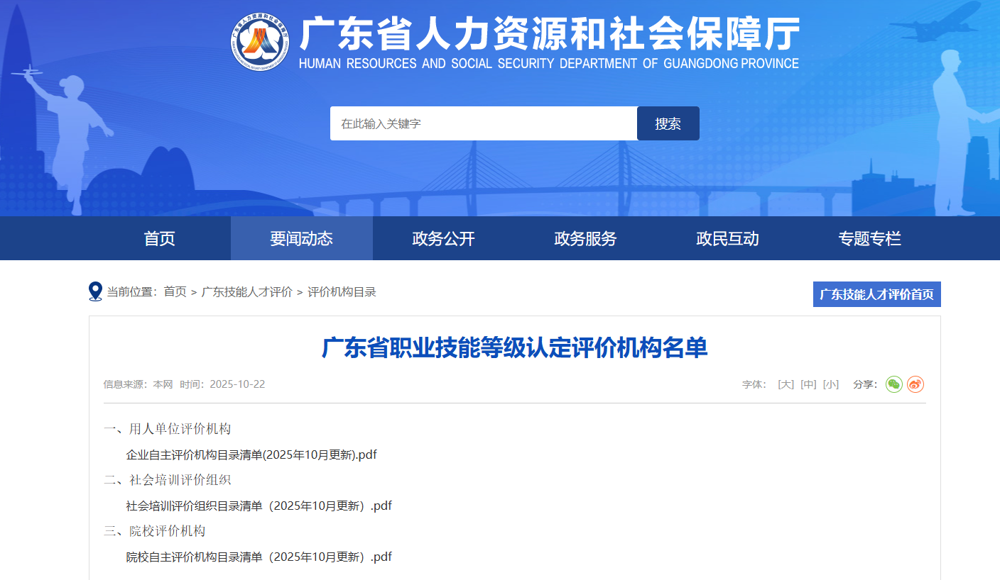 广东省人力资源和社会保障厅
HUMAN RESOURCES AND SOCIAL SECURITY DEPARTMENT OF GUANGDONG PROVINCE
在此输入关键字 搜索
首页 要闻动态 政务公开 政务服务 政民互动 专题专栏
当前位置：首页 > 广东技能人才评价 > 评价机构目录 广东技能人才评价首页
广东省职业技能等级认定评价机构名单
信息来源：本网 时间：2025-10-22 字体： [大] [中] [小] 分享：
一、用人单位评价机构
企业自主评价机构目录清单(2025年10月更新).pdf
二、社会培训评价组织
社会培训评价组织目录清单（2025年10月更新）.pdf
三、院校评价机构
院校自主评价机构目录清单（2025年10月更新）.pdf